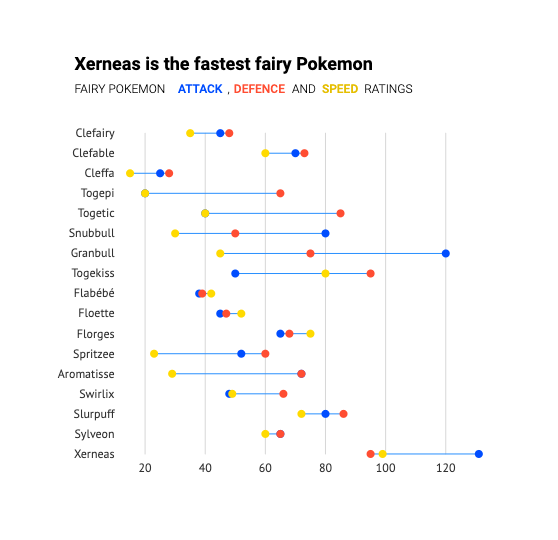 Xerneas is the fastest fairy Pokemon
FAIRY POKEMON ATTACK , DEFENCE AND SPEED RATINGS
Clefairy
Clefable
Cleffa
Togepi
Togetic
Snubbull
Granbull
Togekiss
Flabébé
Floette
Florges
Spritzee
Aromatisse
Swirlix
Slurpuff
Sylveon
Xerneas
20 40 60 80 100 120